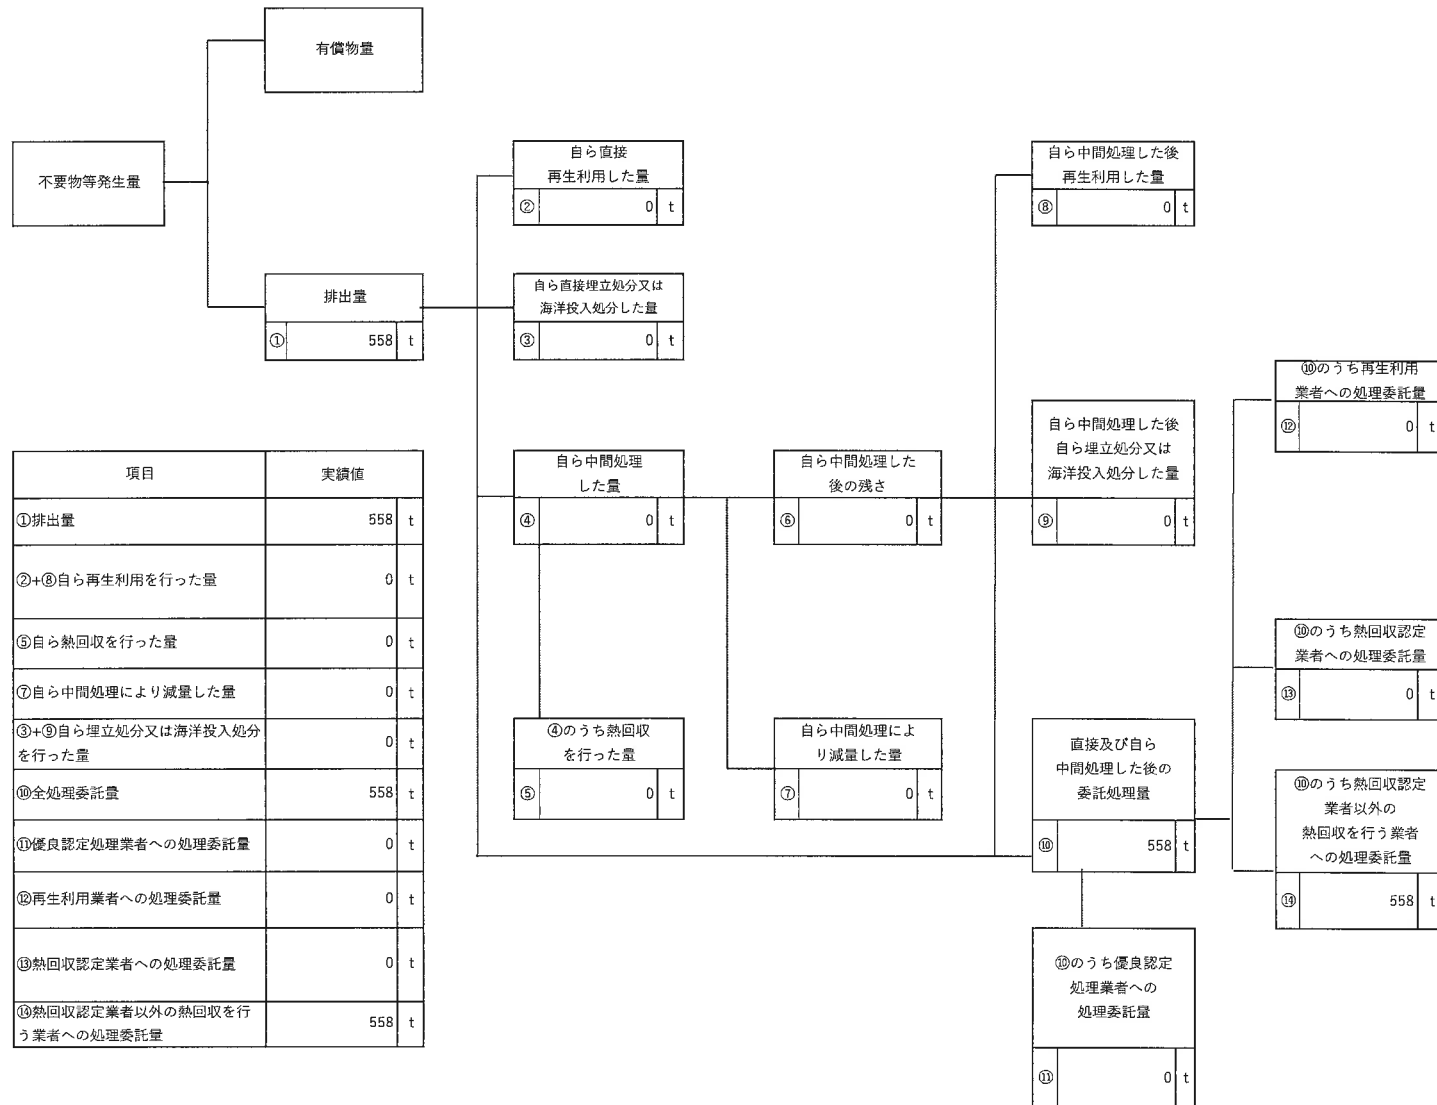 有償物量
不要物等発生量
自ら直接
再生利用した量
② 0 t
自ら中間処理した後
再生利用した量
⑧ 0 t
排出量
① 558 t
自ら直接埋立処分又は
海洋投入処分した量
③ 0 t
⑩のうち再生利用
業者への処理委託量
⑫ 0 t
自ら中間処理した後
自ら埋立処分又は
海洋投入処分した量
⑨ 0 t
自ら中間処理
した量
④ 0 t
自ら中間処理した
後の残さ
⑥ 0 t
⑩のうち熱回収認定
業者への処理委託量
⑬ 0 t
④のうち熱回収
を行った量
⑤ 0 t
自ら中間処理によ
り減量した量
⑦ 0 t
直接及び自ら
中間処理した後の
委託処理量
⑩ 558 t
⑩のうち熱回収認定
業者以外の
熱回収を行う業者
への処理委託量
⑭ 558 t
⑩のうち優良認定
処理業者への
処理委託量
⑪ 0 t
項目 実績値
①排出量 558 t
②+⑧自ら再生利用を行った量 0 t
⑤自ら熱回収を行った量 0 t
⑦自ら中間処理により減量した量 0 t
③+⑨自ら埋立処分又は海洋投入処分
を行った量 0 t
⑩全処理委託量 558 t
⑪優良認定処理業者への処理委託量 0 t
⑫再生利用業者への処理委託量 0 t
⑬熱回収認定業者への処理委託量 0 t
⑭熱回収認定業者以外の熱回収を行
う業者への処理委託量 558 t